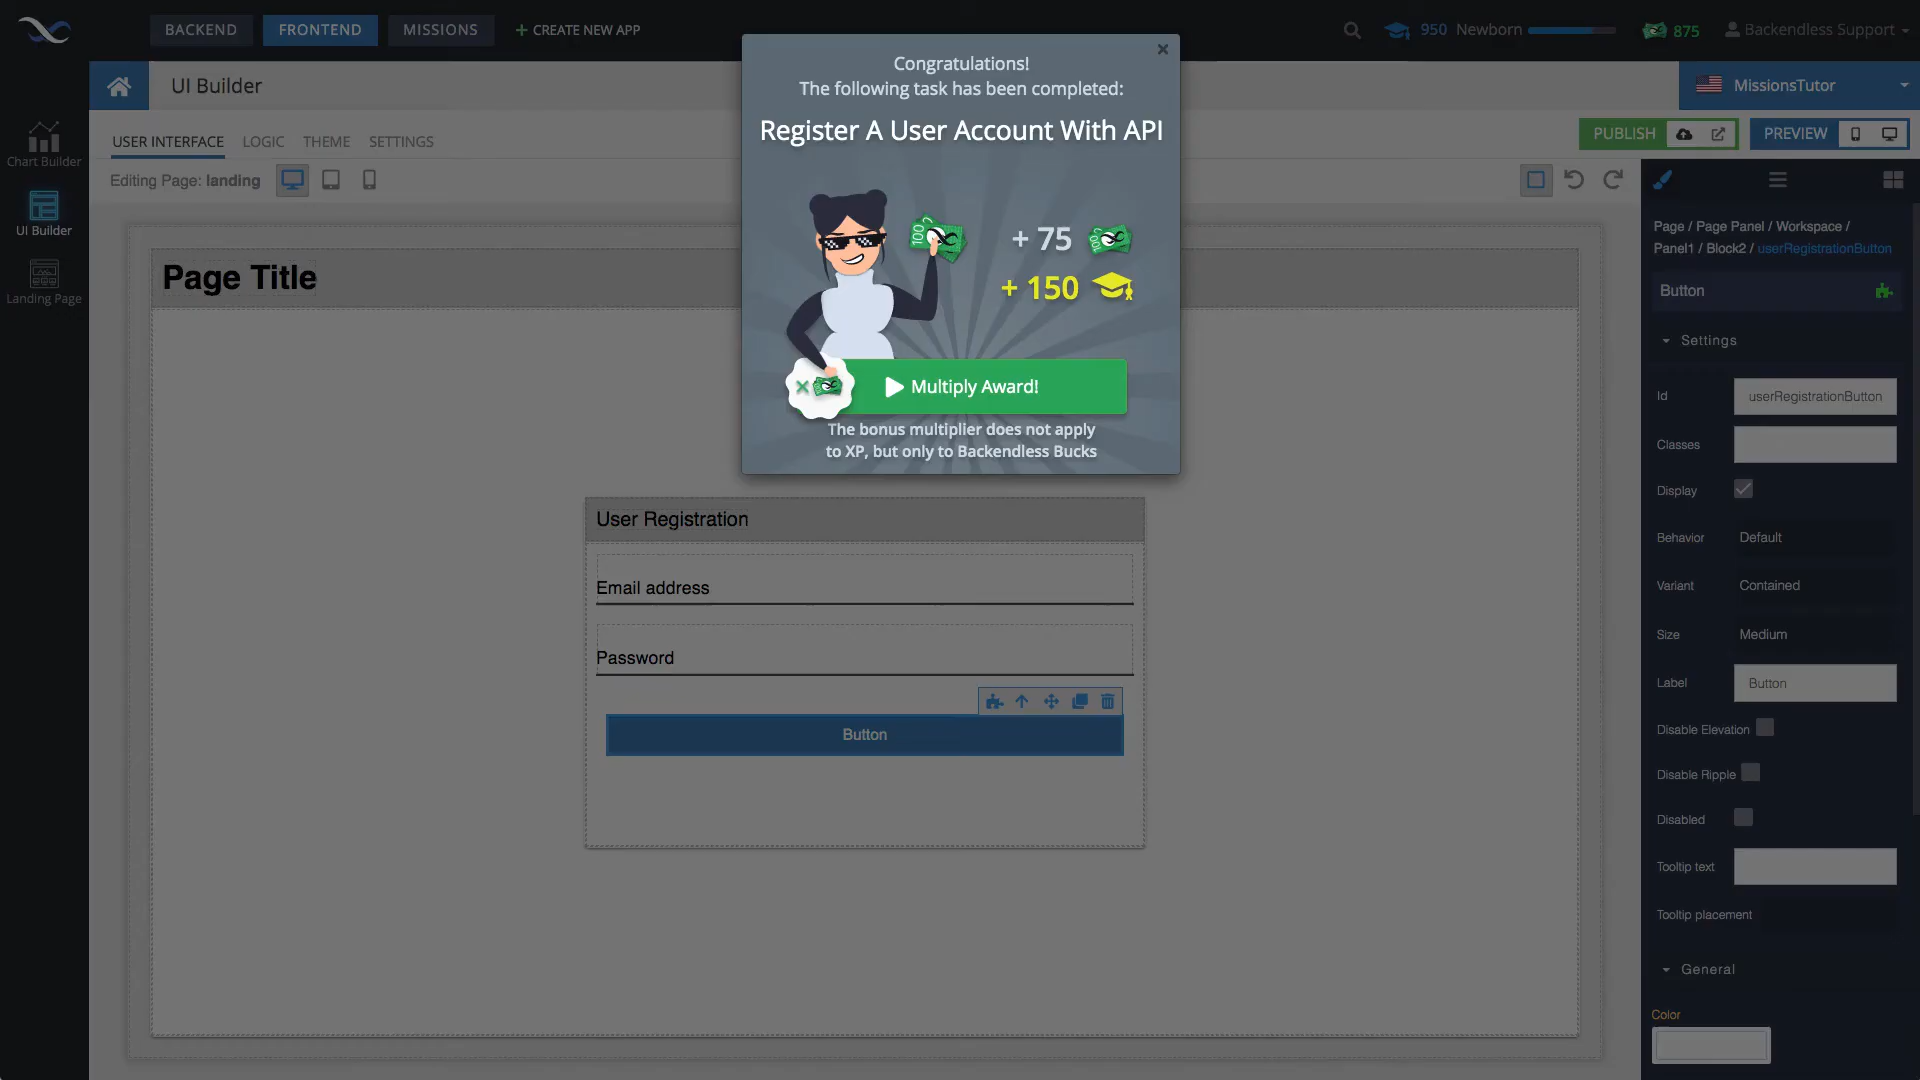 BACKEND
FRONTEND
MISSIONS
+ CREATE NEW APP
950 Newborn
875
Backendless Support
UI Builder
MissionsTutor
USER INTERFACE
LOGIC
THEME
SETTINGS
PUBLISH
PREVIEW
Editing Page: landing
Chart Builder
UI Builder
Landing Page
Congratulations!
The following task has been completed:
Register A User Account With API
100
+ 75
+ 150
Multiply Award!
The bonus multiplier does not apply
to XP, but only to Backendless Bucks
Page Title
User Registration
Email address
Password
Button
Page / Page Panel / Workspace /
Panel1 / Block2 / userRegistrationButton
Button
Settings
Id
userRegistrationButton
Classes
Display
Behavior
Default
Variant
Contained
Size
Medium
Label
Button
Disable Elevation
Disable Ripple
Disabled
Tooltip text
Tooltip placement
General
Color